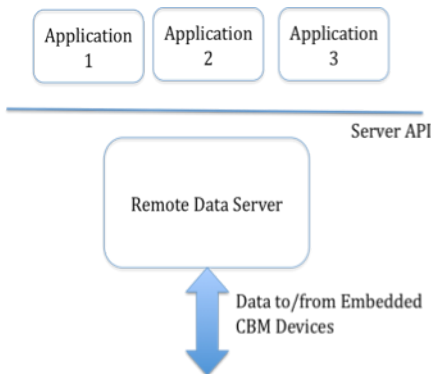 Application
1
Application
2
Application
3
Server API
Remote Data Server
Data to/from Embedded
CBM Devices